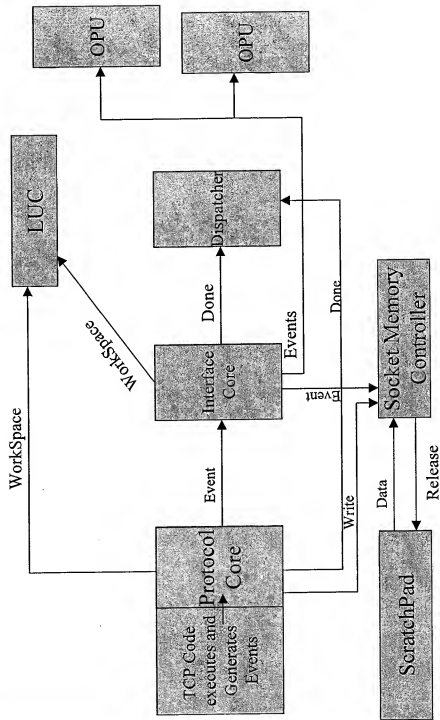 OPU
OPU
LUC
WorkSpace
WorkSpace
Dispatcher
Done
Events
Done
Interface
Core
Event
Event
Write
Protocol
Core
TCP Code
executes and
Generates
Events
Socket Memory
Controller
Data
Release
ScratchPad